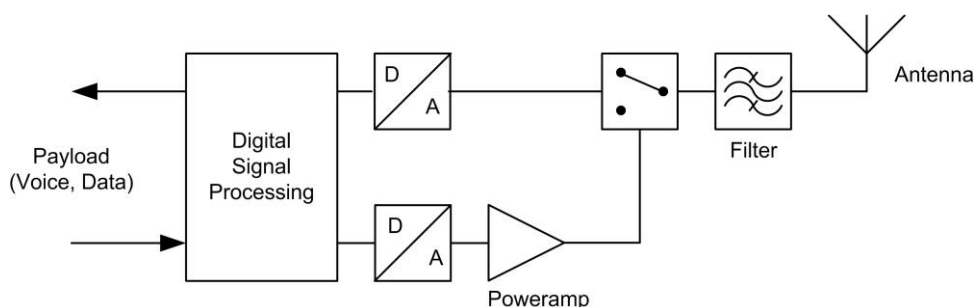 D
A
Antenna
Payload
(Voice, Data)
Digital
Signal
Processing
Filter
D
A
Poweramp